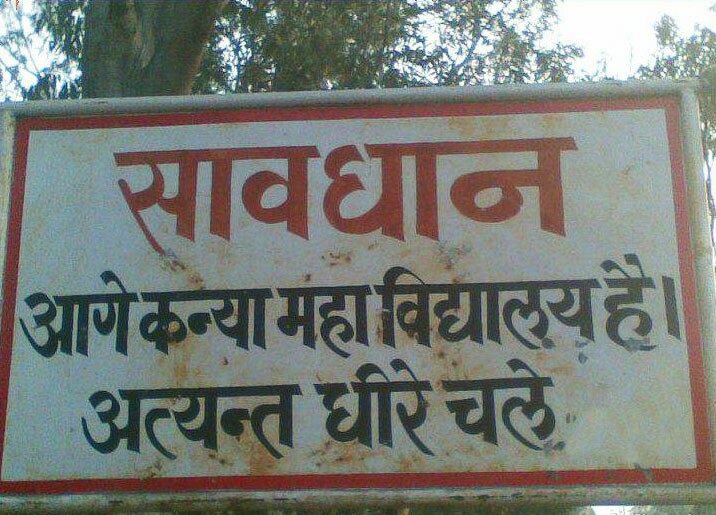 सावधान
आगे कन्या महा विद्यालय है।
अत्यन्त धीरे चले